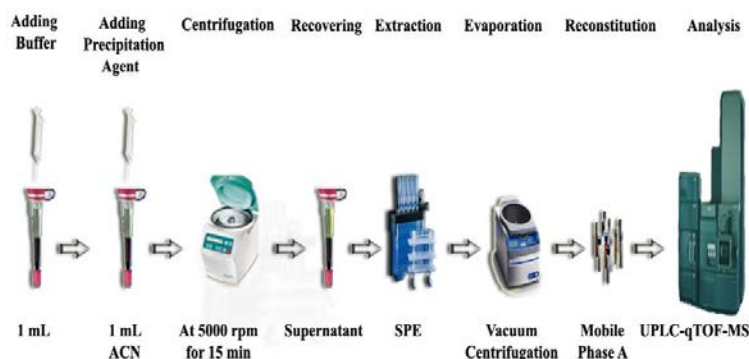 Adding
Buffer
Adding
Precipitation
Agent
Centrifugation
Recovering
Extraction
Evaporation
Reconstitution
Analysis
1 mL
1 mL
ACN
At 5000 rpm
for 15 min
Supernatant
SPE
Vacuum
Centrifugation
Mobile
Phase A
UPLC-qTOF-MS